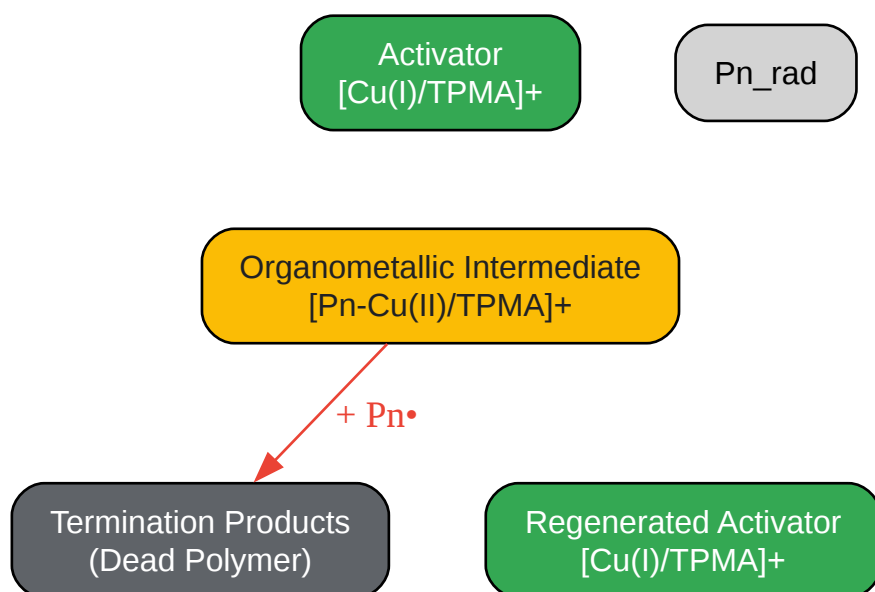 Activator
[Cu(I)/TPMA]+
Pn_rad
Organometallic Intermediate
[Pn-Cu(II)/TPMA]+
+ Pn•
Termination Products
(Dead Polymer)
Regenerated Activator
[Cu(I)/TPMA]+